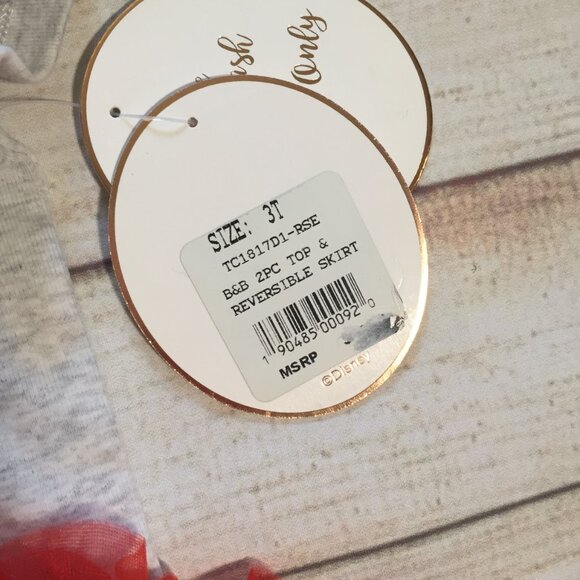 ash
Only
SIZE: 3T
TC1817D1-RSE
B&B 2PC TOP &
REVERSIBLE SKIRT
1 90485 00092 0
MSRP
©Disney